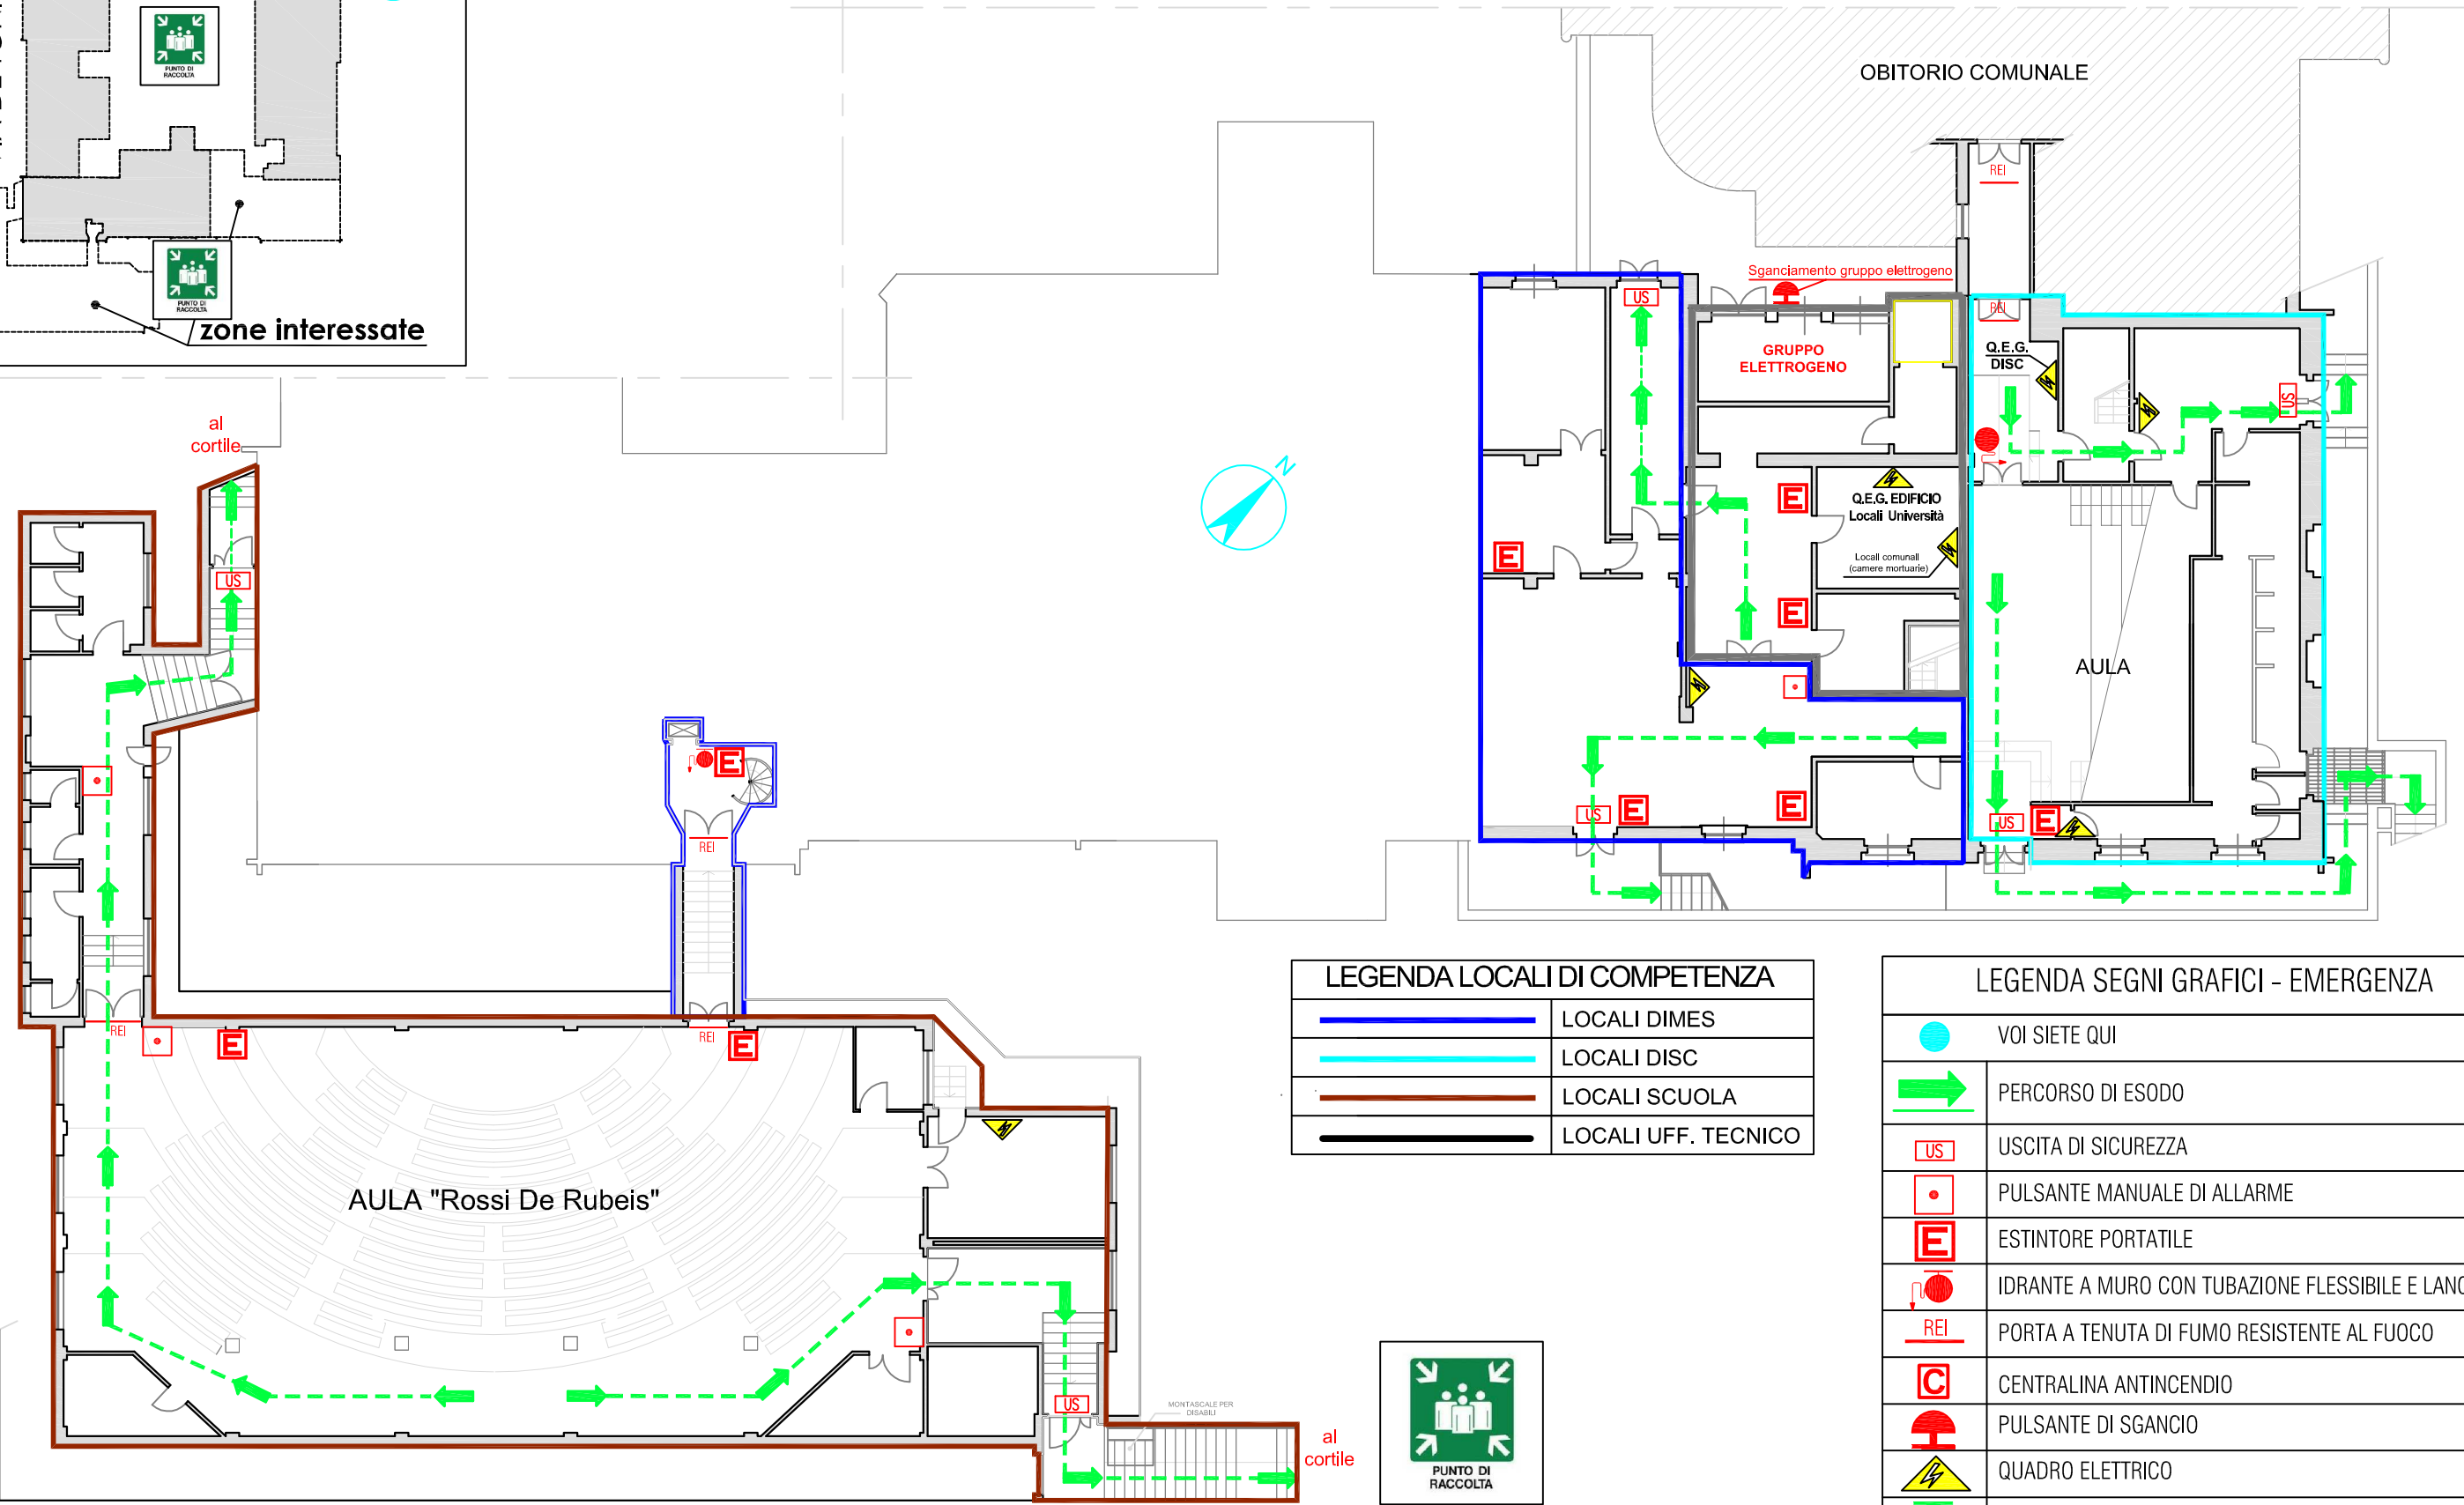 PUNTO DI
RACCOLTA
PUNTO DI
RACCOLTA
zone interessate
OBITORIO COMUNALE
REI
Sganciamento gruppo elettrogeno
US
REI
GRUPPO
ELETTROGENO
Q.E.G.
DISC
US
al
cortile
N
E
Q.E.G. EDIFICIO
Locali Università
E
Locali comunali
(camere mortuarie)
US
E
AULA
E
REI
US
E
E
US
E
REI
E
REI
E
LEGENDA LOCALI DI COMPETENZA
LOCALI DIMES
LOCALI DISC
LOCALI SCUOLA
LOCALI UFF. TECNICO
AULA "Rossi De Rubeis"
US
MONTASCALE PER
DISABILI
al
cortile
PUNTO DI
RACCOLTA
LEGENDA SEGNI GRAFICI - EMERGENZA
VOI SIETE QUI
PERCORSO DI ESODO
US USCITA DI SICUREZZA
PULSANTE MANUALE DI ALLARME
E ESTINTORE PORTATILE
IDRANTE A MURO CON TUBAZIONE FLESSIBILE E
REI PORTA A TENUTA DI FUMO RESISTENTE AL FUOCO
C CENTRALINA ANTINCENDIO
PULSANTE DI SGANCIO
QUADRO ELETTRICO